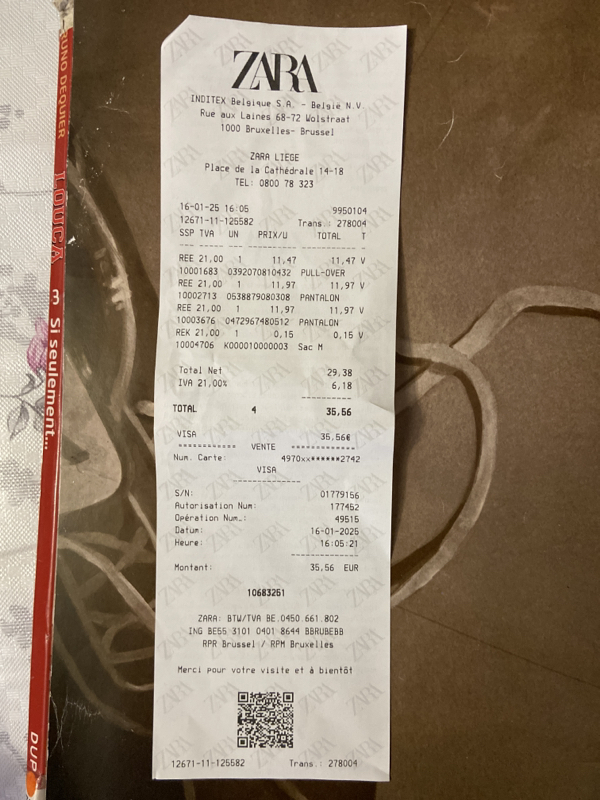 BRUNO DEQUIER LOUCA 3 Si seulement...
DUP
ZARA
INDITEX Belgique S.A. - Belgie N.V.
Rue aux Laines 68-72 Wolstraat
1000 Bruxelles- Brussel
ZARA LIEGE
Place de la Cathédrale 14-18
TEL: 0800 78 323
16-01-25 16:05 9950104
12671-11-125582 Trans.: 278004
SSP TVA UN PRIX/U TOTAL T
REE 21,00 1 11,47 11,47 V
10001683 0392070810432 PULL-OVER
REE 21,00 1 11,97 11,97 V
10002713 0538879080308 PANTALON
REE 21,00 1 11,97 11,97 V
10003676 0472967480512 PANTALON
REK 21,00 1 0,15 0,15 V
10004706 K000010000003 Sac M
Total Net 29,38
IVA 21,00% 6,18
TOTAL 4 35,56
VISA 35,56€
=========== VENTE ============
Num. Carte: 4970xx******2742
VISA
S/N: 01779156
Autorisation Num: 177452
Opération Num.: 49515
Datum: 16-01-2025
Heure: 16:05:21
Montant: 35,56 EUR
10683251
ZARA: BTW/TVA BE.0450.661.802
ING BE55 3101 0401 8644 BBRUBEBB
RPR Brussel / RPM Bruxelles
Merci pour votre visite et à bientôt
12671-11-125582 Trans.: 278004